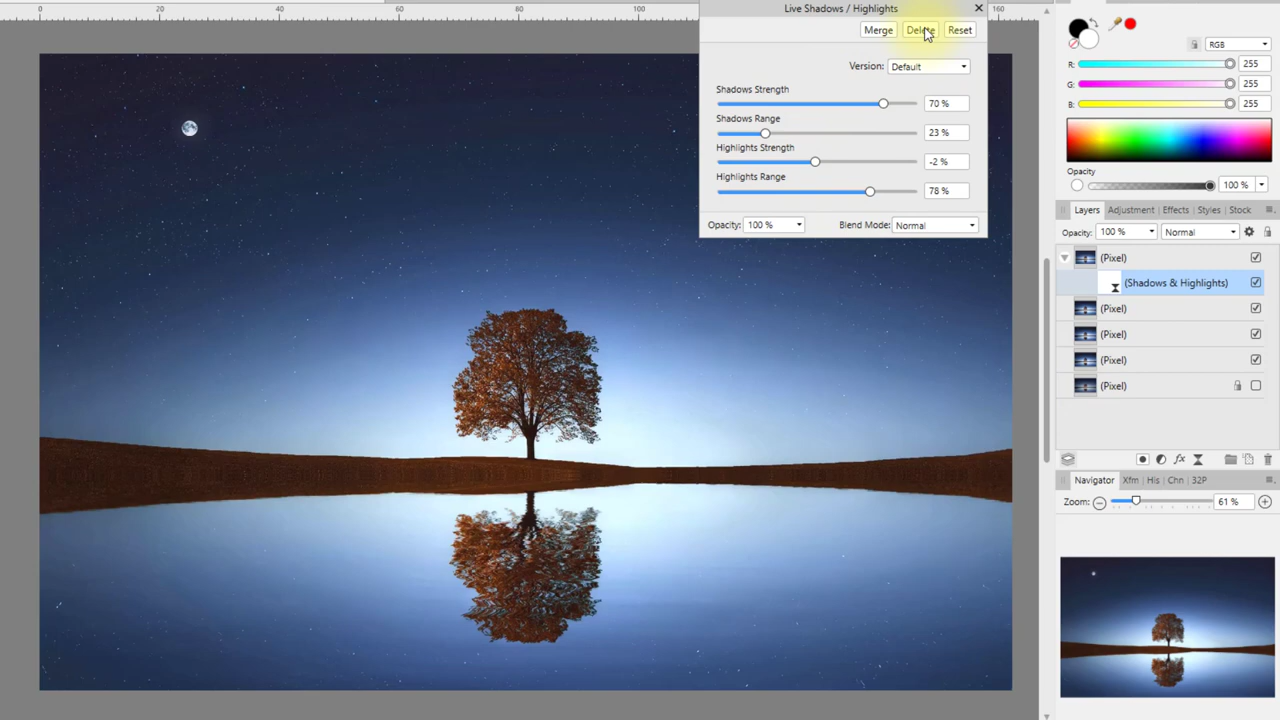 0 20 40 60 80 100 160
Live Shadows / Highlights
Merge Delete Reset
Version: Default
Shadows Strength
70 %
Shadows Range
23 %
Highlights Strength
-2 %
Highlights Range
78 %
Opacity: 100 % Blend Mode: Normal
RGB
R: 255
G: 255
B: 255
Opacity
100 %
Layers Adjustment Effects Styles Stock
Opacity: 100 % Normal
(Pixel)
(Shadows & Highlights)
(Pixel)
(Pixel)
(Pixel)
(Pixel)
Navigator Xfm His Chn 32P
Zoom: 61 %